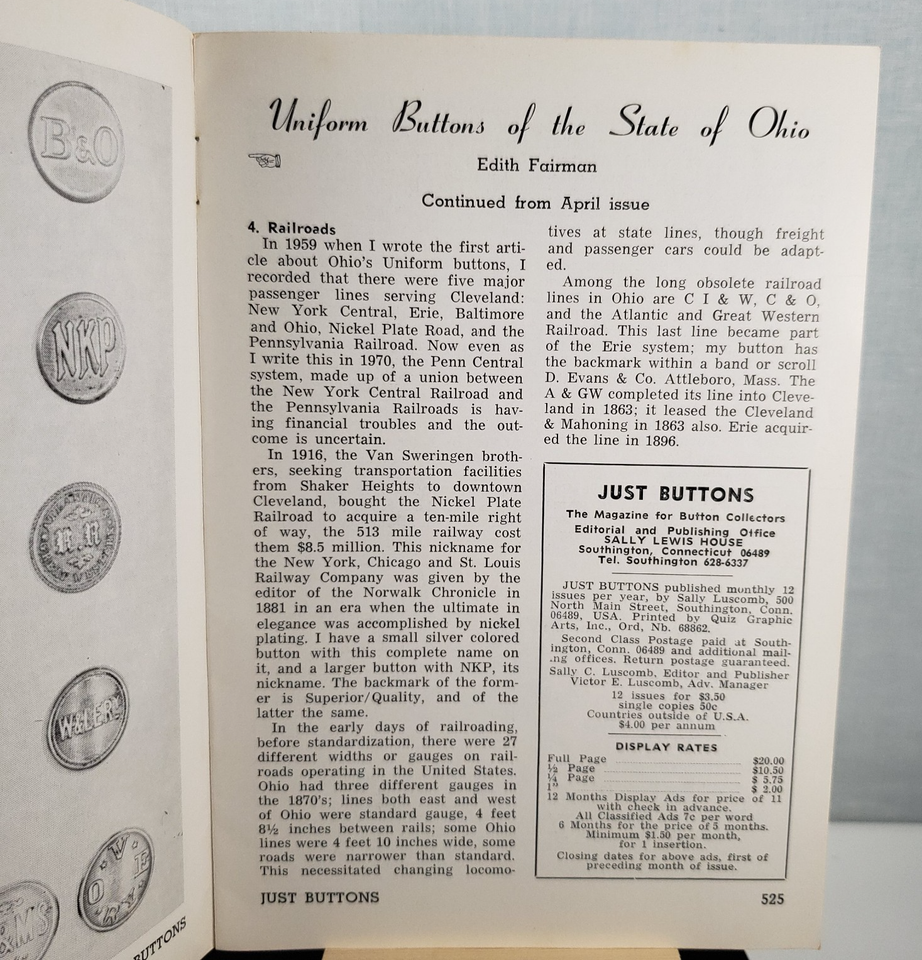 B&O
NKP
R.R
W&LERY
O V E
&MS
BUTTONS
Uniform Buttons of the State of Ohio
Edith Fairman
Continued from April issue
4. Railroads
In 1959 when I wrote the first arti-
cle about Ohio's Uniform buttons, I
recorded that there were five major
passenger lines serving Cleveland:
New York Central, Erie, Baltimore
and Ohio, Nickel Plate Road, and the
Pennsylvania Railroad. Now even as
I write this in 1970, the Penn Central
system, made up of a union between
the New York Central Railroad and
the Pennsylvania Railroads is hav-
ing financial troubles and the out-
come is uncertain.
In 1916, the Van Sweringen broth-
ers, seeking transportation facilities
from Shaker Heights to downtown
Cleveland, bought the Nickel Plate
Railroad to acquire a ten-mile right
of way, the 513 mile railway cost
them $8.5 million. This nickname for
the New York, Chicago and St. Louis
Railway Company was given by the
editor of the Norwalk Chronicle in
1881 in an era when the ultimate in
elegance was accomplished by nickel
plating. I have a small silver colored
button with this complete name on
it, and a larger button with NKP, its
nickname. The backmark of the form-
er is Superior/Quality, and of the
latter the same.
In the early days of railroading,
before standardization, there were 27
different widths or gauges on rail-
roads operating in the United States.
Ohio had three different gauges in
the 1870's; lines both east and west
of Ohio were standard gauge, 4 feet
8½ inches between rails; some Ohio
lines were 4 feet 10 inches wide, some
roads were narrower than standard.
This necessitated changing locomo-
tives at state lines, though freight
and passenger cars could be adapt-
ed.
Among the long obsolete railroad
lines in Ohio are C I & W, C & O,
and the Atlantic and Great Western
Railroad. This last line became part
of the Erie system; my button has
the backmark within a band or scroll
D. Evans & Co. Attleboro, Mass. The
A & GW completed its line into Cleve-
land in 1863; it leased the Cleveland
& Mahoning in 1863 also. Erie acquir-
ed the line in 1896.
JUST BUTTONS
The Magazine for Button Collectors
Editorial and Publishing Office
SALLY LEWIS HOUSE
Southington, Connecticut 06489
Tel. Southington 628-6337
JUST BUTTONS published monthly 12
issues per year, by Sally Luscomb, 500
North Main Street, Southington, Conn.
06489, USA. Printed by Quiz Graphic
Arts, Inc., Ord, Nb. 68862.
Second Class Postage paid at South-
ington, Conn. 06489 and additional mail-
ing offices. Return postage guaranteed.
Sally C. Luscomb, Editor and Publisher
Victor E. Luscomb, Adv. Manager
12 issues for $3.50
single copies 50c
Countries outside of U.S.A.
$4.00 per annum
DISPLAY RATES
Full Page $20.00
½ Page $10.50
¼ Page $ 5.75
1" $ 2.00
12 Months Display Ads for price of 11
with check in advance.
All Classified Ads 7c per word
6 Months for the price of 5 months.
Minimum $1.50 per month,
for 1 insertion.
Closing dates for above ads, first of
preceding month of issue.
JUST BUTTONS 525